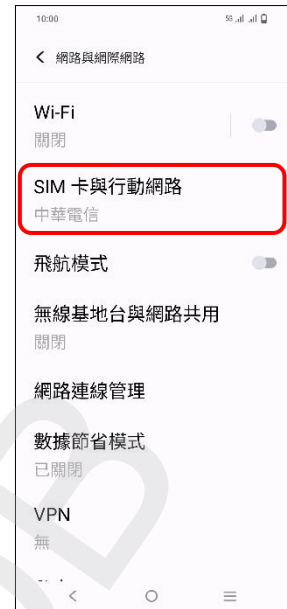 10:00 5G
網路與網際網路
Wi-Fi
關閉
SIM 卡與行動網路
中華電信
飛航模式
無線基地台與網路共用
關閉
網路連線管理
數據節省模式
已關閉
VPN
無